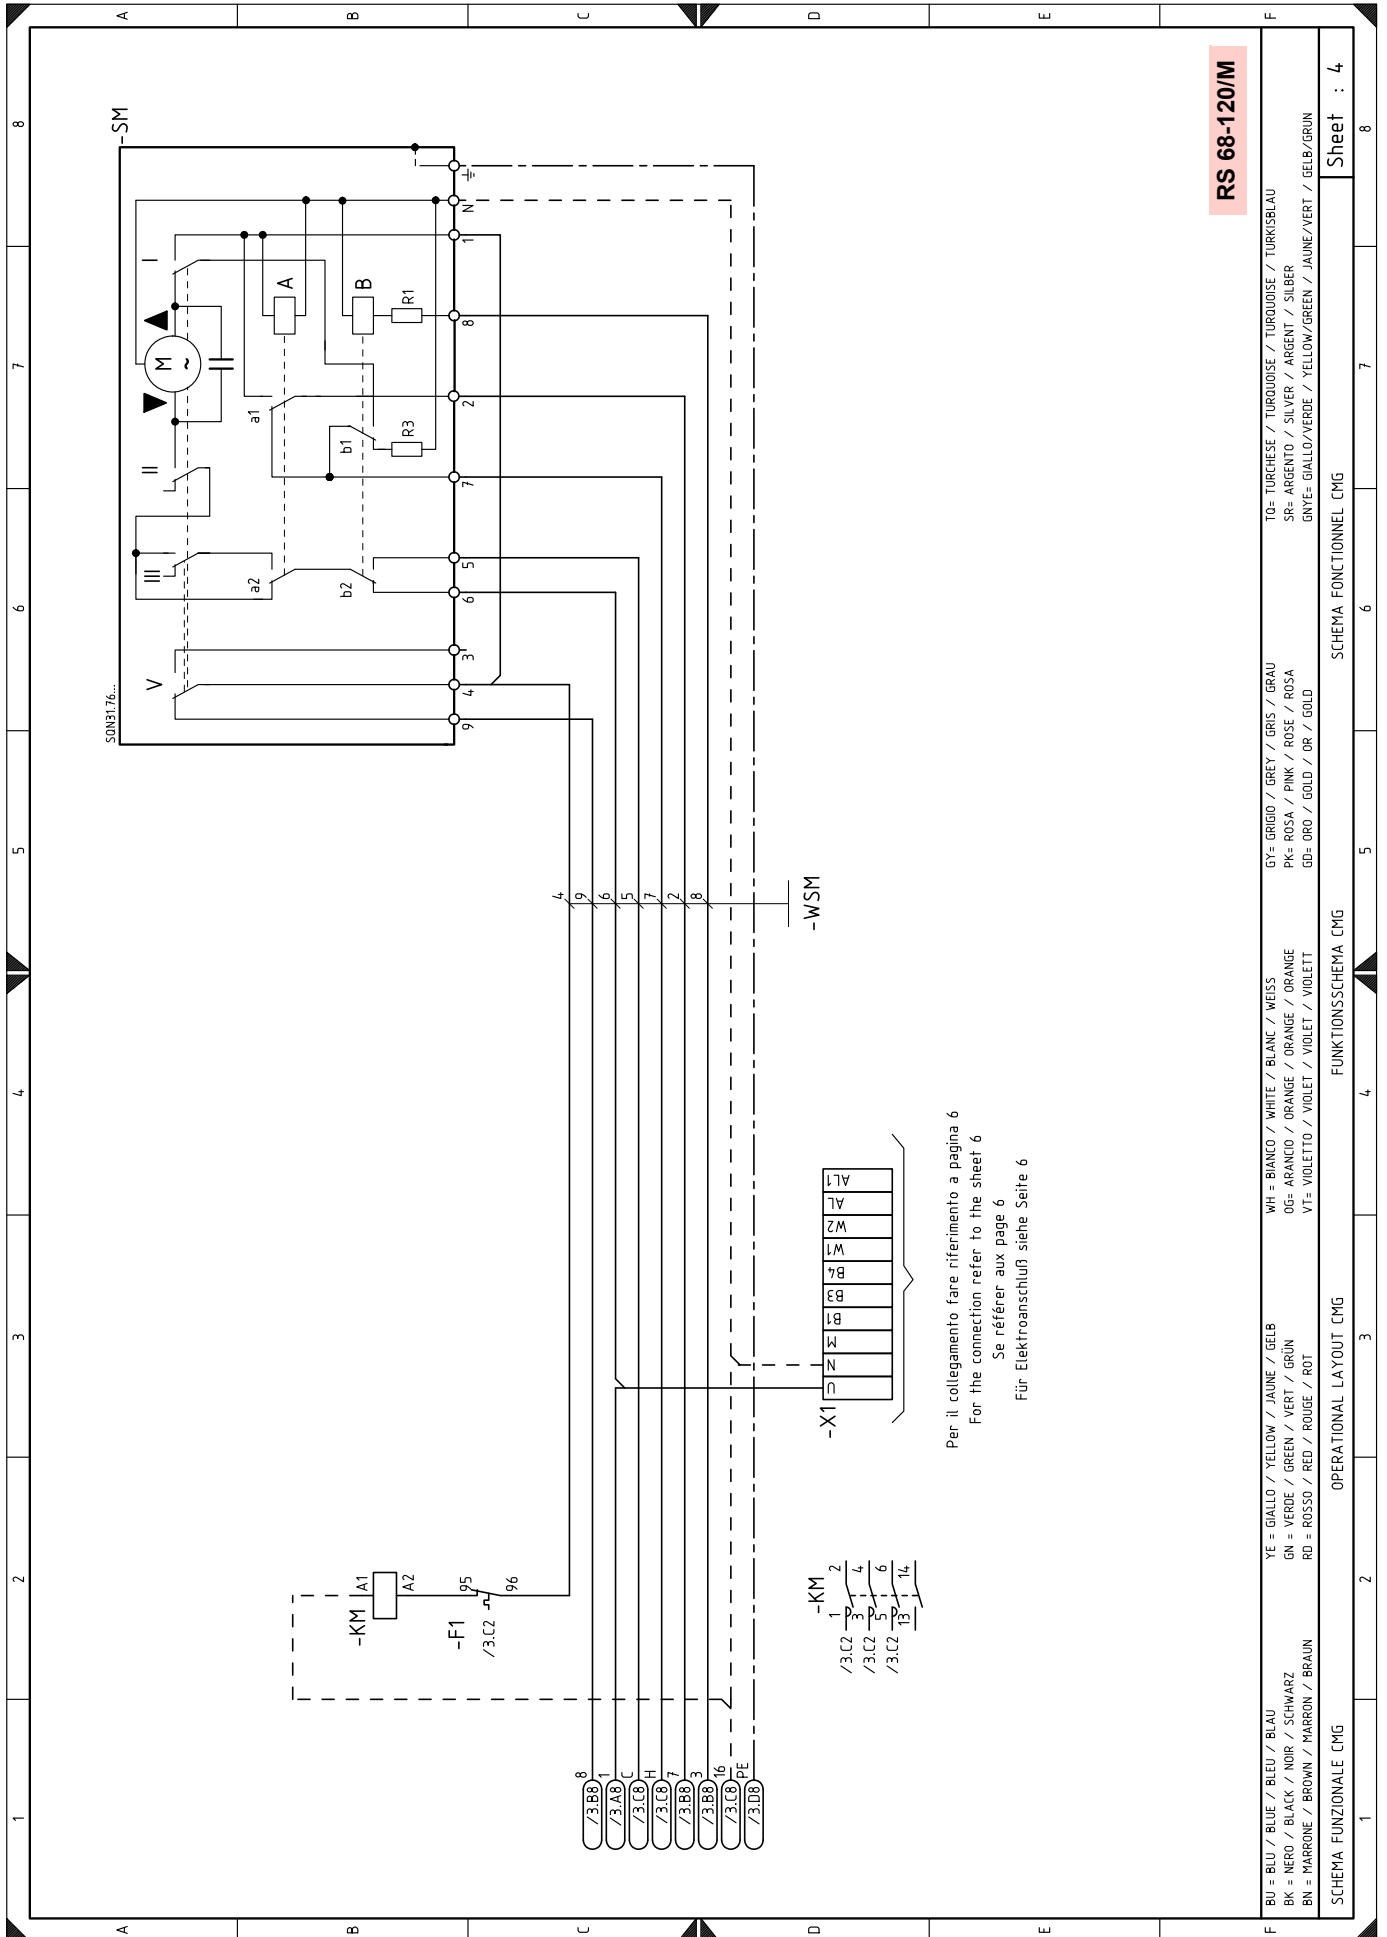 1
2
3
4
5
6
7
8
A
B
C
D
E
F
A
B
C
D
E
F
-SM
SQN31.76...
V
III
II
I
M
~
A
B
a2
a1
b2
b1
R3
R1
9
4
3
6
5
7
2
8
1
N
-KM
A1
A2
-F1
/3.C2
95
96
4
9
6
5
7
2
8
-WSM
/3.B8 8
/3.A8 1
/3.C8 C
/3.C8 H
/3.B8 7
/3.B8 3
/3.C8 16
/3.D8 PE
-KM
/3.C2 1 2
/3.C2 3 4
/3.C2 5 6
13 14
-X1
U N M B1 B3 B4 W1 W2 AL AL1
Per il collegamento fare riferimento a pagina 6
For the connection refer to the sheet 6
Se référer aux page 6
Für Elektroanschluß siehe Seite 6
RS 68-120/M
BU = BLU / BLUE / BLEU / BLAU
BK = NERO / BLACK / NOIR / SCHWARZ
BN = MARRONE / BROWN / MARRON / BRAUN
YE = GIALLO / YELLOW / JAUNE / GELB
GN = VERDE / GREEN / VERT / GRÜN
RD = ROSSO / RED / ROUGE / ROT
WH = BIANCO / WHITE / BLANC / WEISS
OG= ARANCIO / ORANGE / ORANGE / ORANGE
VT= VIOLETTO / VIOLET / VIOLET / VIOLETT
GY= GRIGIO / GREY / GRIS / GRAU
PK= ROSA / PINK / ROSE / ROSA
GD= ORO / GOLD / OR / GOLD
TQ= TURCHESE / TURQUOISE / TURQUOISE / TURKISBLAU
SR= ARGENTO / SILVER / ARGENT / SILBER
GNYE= GIALLO/VERDE / YELLOW/GREEN / JAUNE/VERT / GELB/GRUN
SCHEMA FUNZIONALE CMG
OPERATIONAL LAYOUT CMG
FUNKTIONSSCHEMA CMG
SCHEMA FONCTIONNEL CMG
Sheet : 4
1
2
3
4
5
6
7
8